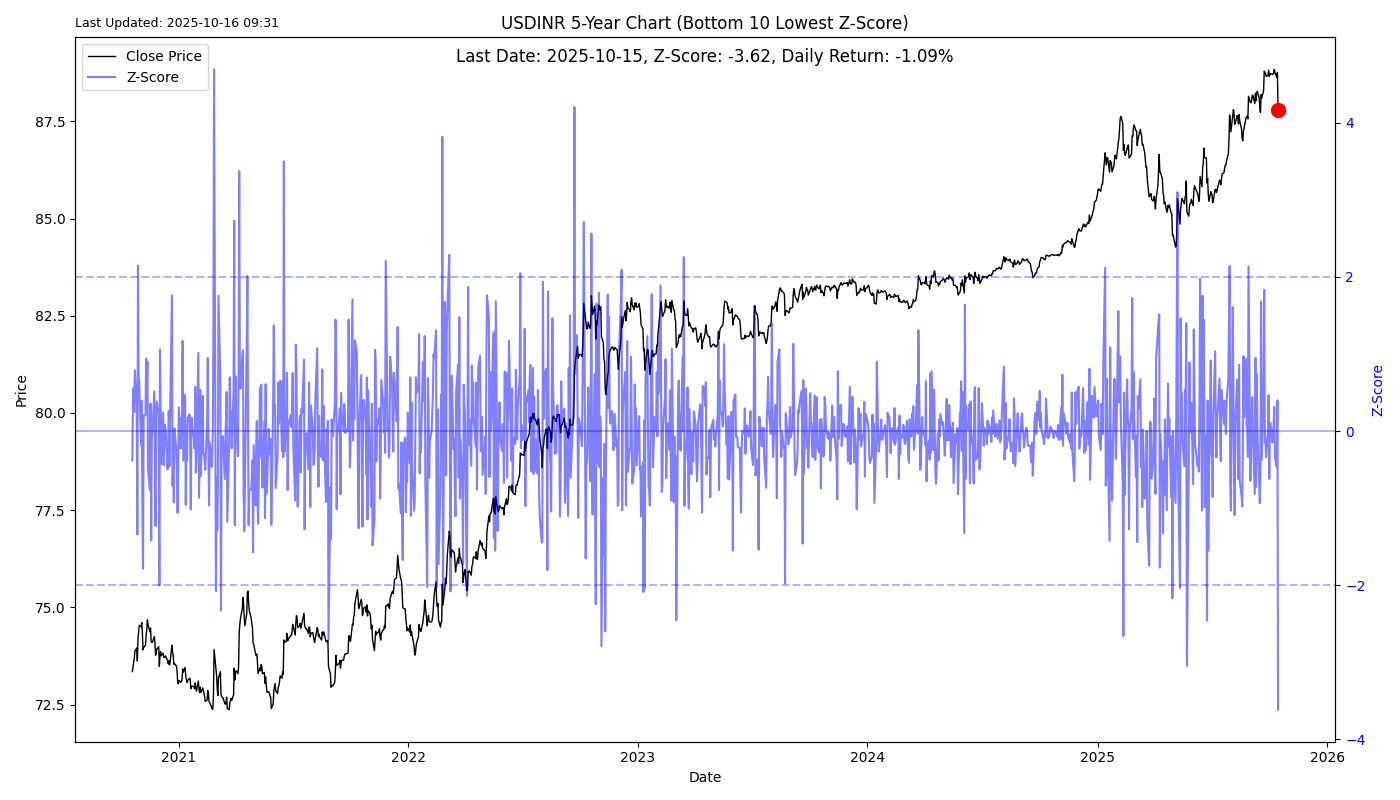 Last Updated: 2025-10-16 09:31
USDINR 5-Year Chart (Bottom 10 Lowest Z-Score)
Last Date: 2025-10-15, Z-Score: -3.62, Daily Return: -1.09%
Close Price
Z-Score
87.5
85.0
82.5
80.0
77.5
75.0
72.5
Price
4
2
0
−2
−4
Z-Score
2021
2022
2023
2024
2025
2026
Date